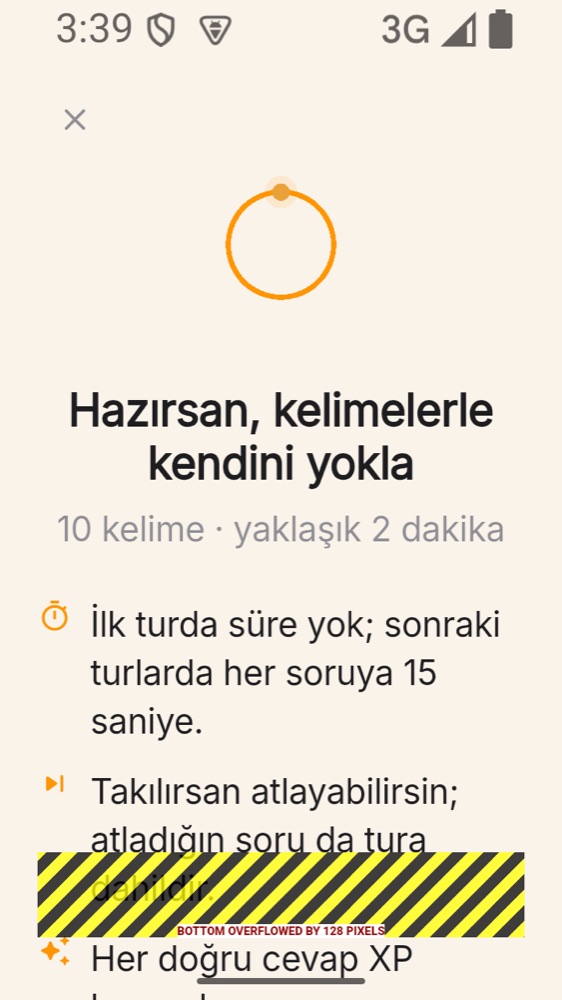 3:39
3G
Hazırsan, kelimelerle
kendini yokla
10 kelime · yaklaşık 2 dakika
İlk turda süre yok; sonraki
turlarda her soruya 15
saniye.
Takılırsan atlayabilirsin;
atladığın soru da tura
dahildir.
BOTTOM OVERFLOWED BY 128 PIXELS
Her doğru cevap XP